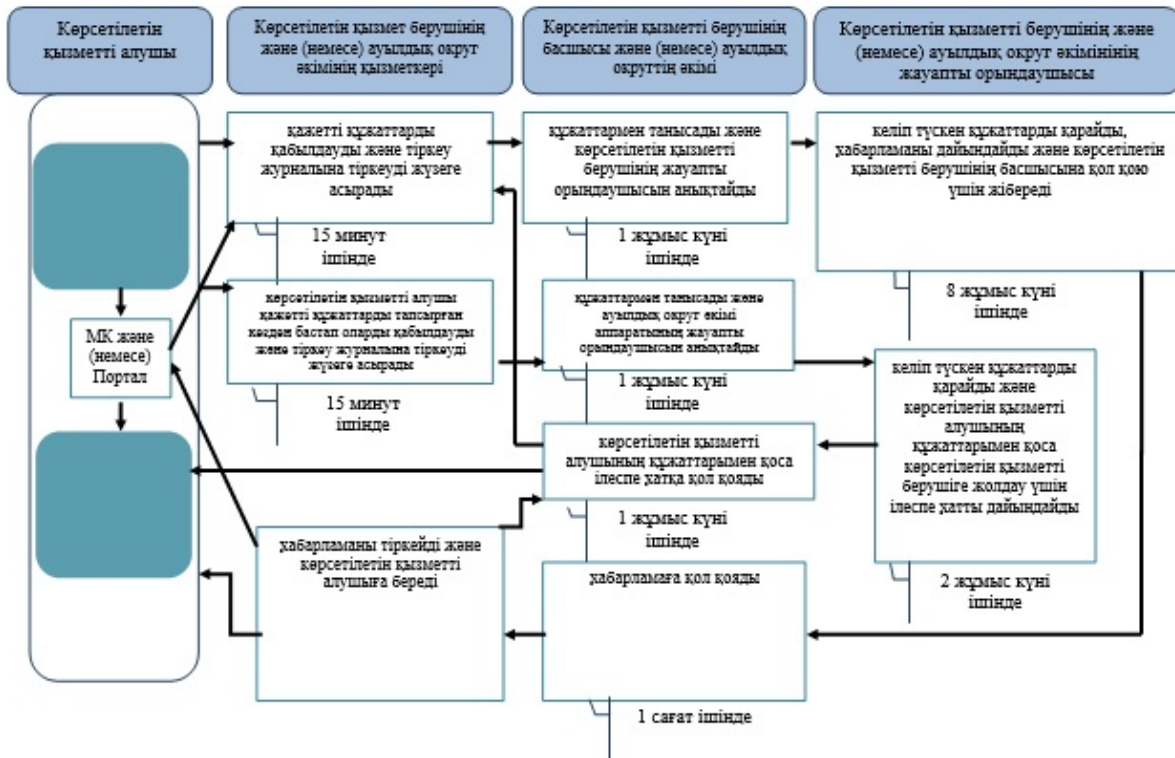 Көрсетілетін
қызметті алушы
Көрсетілетін қызмет берушінің
және (немесе) ауылдық округ
әкімінің қызметкері
Көрсетілетін қызметті берушінің
басшысы және (немесе) ауылдық
округтің әкімі
Көрсетілетін қызметті берушінің және
(немесе) ауылдық округ әкімінінің
жауапты орындаушысы
қажетті құжаттарды
қабылдауды және тіркеу
журналына тіркеуді жүзеге
асырады
15 минут
ішінде
құжаттармен танысады және
көрсетілетін қызметті
берушінің жауапты
орындаушысын анықтайды
1 жұмыс күні
ішінде
келіп түскен құжаттарды қарайды,
хабарламаны дайындайды және көрсетілетін
қызметті берушінің басшысына қол қою
үшін жібереді
8 жұмыс күні
ішінде
МК және
(немесе)
Портал
көрсетілетін қызметті алушы
қажетті құжаттарды тапсырған
кезден бастап оларды қабылдауды
және тіркеу журналына тіркеуді
жүзеге асырады
15 минут
ішінде
құжаттармен танысады және
ауылдық округ әкімі
аппаратының жауапты
орындаушысын анықтайды
1 жұмыс күні
ішінде
келіп түскен құжаттарды
қарайды және
көрсетілетін қызметті
алушының
құжаттарымен қоса
көрсетілетін қызметті
берушіге жолдау үшін
ілеспе хатты дайындайды
2 жұмыс күні
ішінде
көрсетілетін қызметті
алушының құжаттарымен қоса
ілеспе хатқа қол қояды
1 жұмыс күні
ішінде
хабарламаны тіркейді және
көрсетілетін қызметті
алушыға береді
хабарламаға қол қояды
1 сағат ішінде